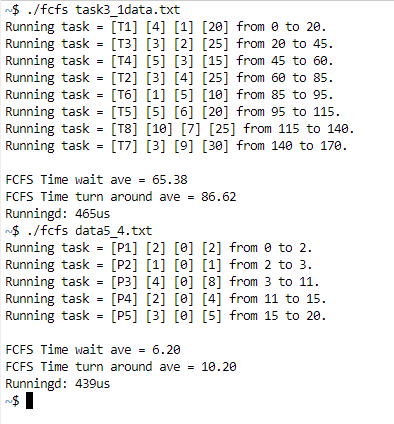 ~$ ./fcfs task3_1data.txt
Running task = [T1] [4] [1] [20] from 0 to 20.
Running task = [T3] [3] [2] [25] from 20 to 45.
Running task = [T4] [5] [3] [15] from 45 to 60.
Running task = [T2] [3] [4] [25] from 60 to 85.
Running task = [T6] [1] [5] [10] from 85 to 95.
Running task = [T5] [5] [6] [20] from 95 to 115.
Running task = [T8] [10] [7] [25] from 115 to 140.
Running task = [T7] [3] [9] [30] from 140 to 170.

FCFS Time wait ave = 65.38
FCFS Time turn around ave = 86.62
Runningd: 465us
~$ ./fcfs data5_4.txt
Running task = [P1] [2] [0] [2] from 0 to 2.
Running task = [P2] [1] [0] [1] from 2 to 3.
Running task = [P3] [4] [0] [8] from 3 to 11.
Running task = [P4] [2] [0] [4] from 11 to 15.
Running task = [P5] [3] [0] [5] from 15 to 20.

FCFS Time wait ave = 6.20
FCFS Time turn around ave = 10.20
Runningd: 439us
~$